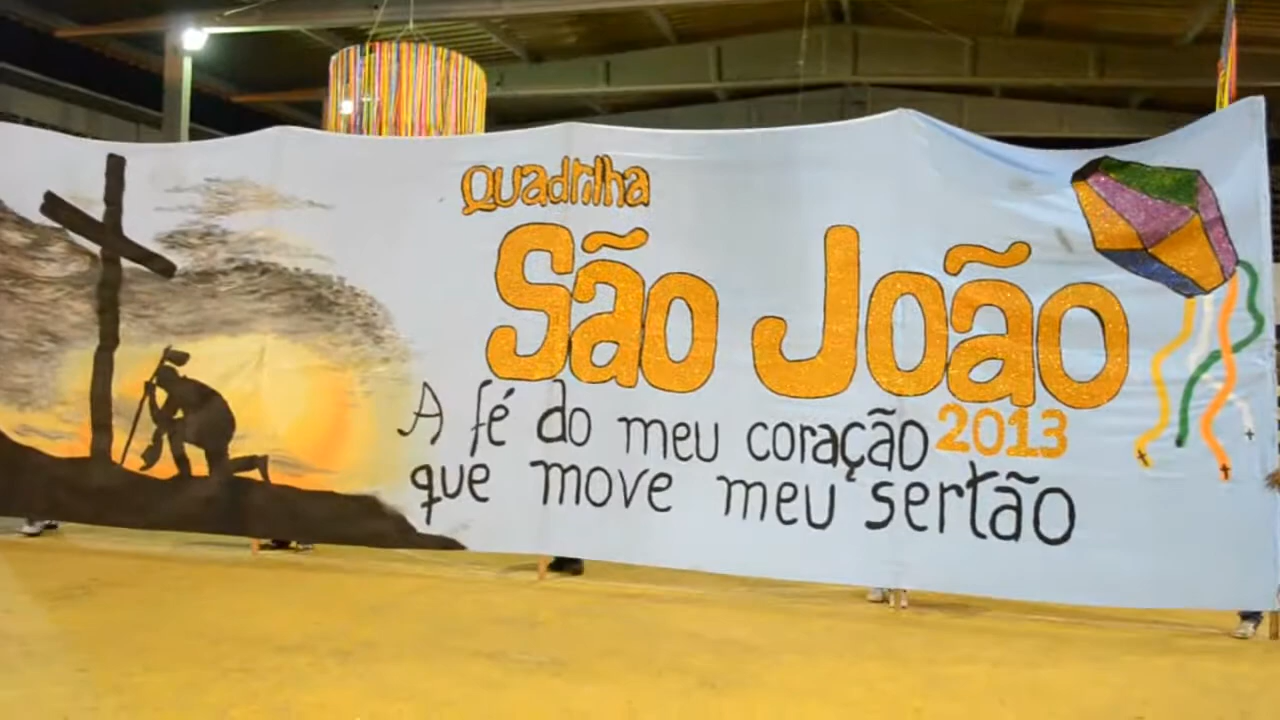 Quadrilha
São João
2013
A fé do meu coração
que move meu sertão